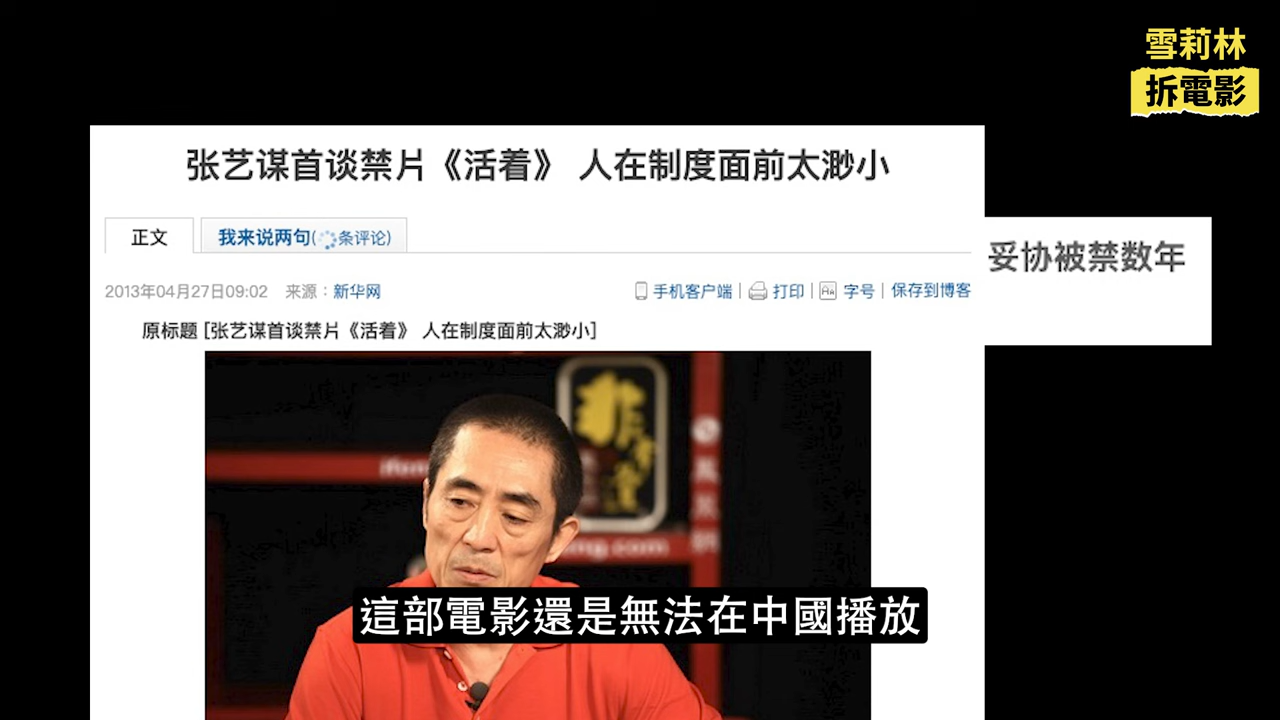 雪莉林
拆電影
张艺谋首谈禁片《活着》 人在制度面前太渺小
正文
我来说两句(条评论)
妥协被禁数年
2013年04月27日09:02 来源：新华网
手机客户端 | 打印 | 字号 | 保存到博客
原标题 [张艺谋首谈禁片《活着》 人在制度面前太渺小]
非常道
這部電影還是無法在中國播放